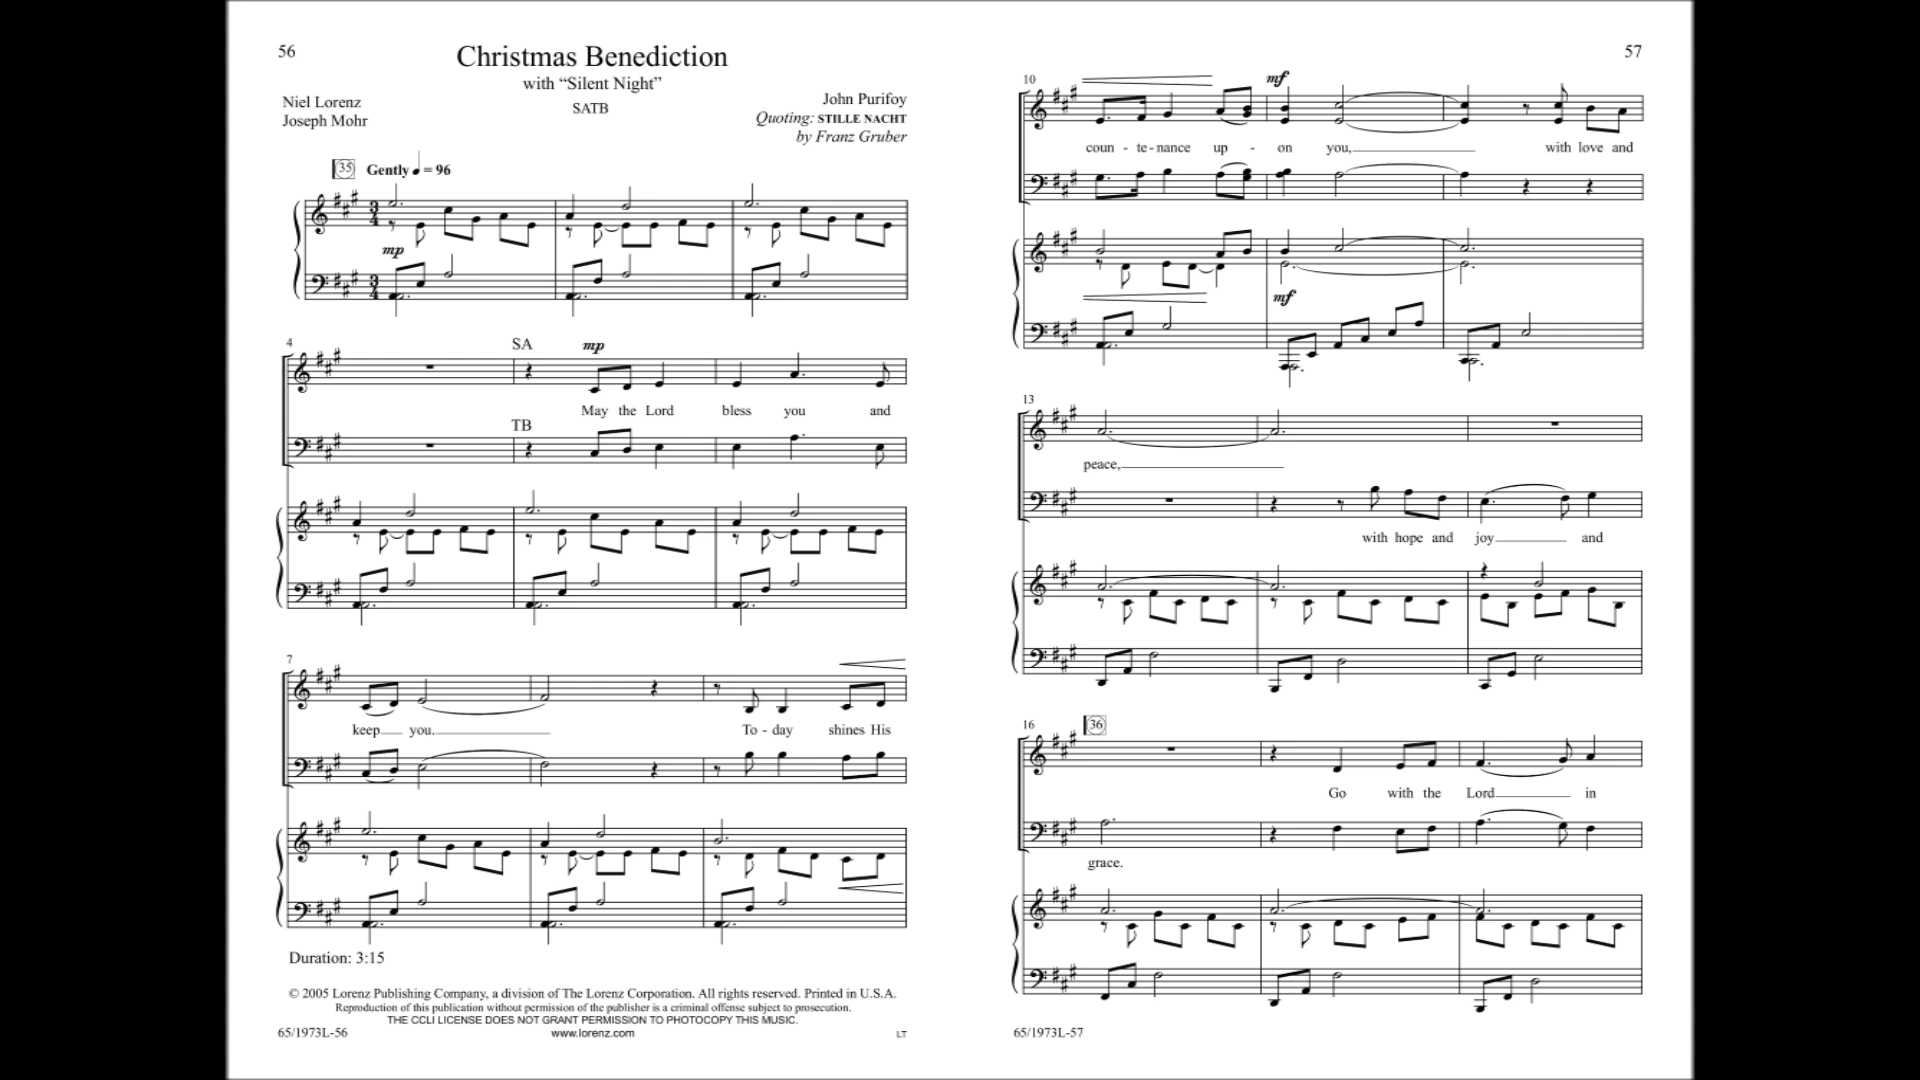 56
Christmas Benediction
with “Silent Night”
SATB
Niel Lorenz
Joseph Mohr
John Purifoy
Quoting: STILLE NACHT
by Franz Gruber
35 Gently ♩ = 96
3 4
mp
3 4
4
SA mp
May the Lord bless you and
TB
7
keep you. To - day shines His
Duration: 3:15
© 2005 Lorenz Publishing Company, a division of The Lorenz Corporation. All rights reserved. Printed in U.S.A.
Reproduction of this publication without permission of the publisher is a criminal offense subject to prosecution.
THE CCLI LICENSE DOES NOT GRANT PERMISSION TO PHOTOCOPY THIS MUSIC.
www.lorenz.com
65/1973L-56
LT
57
10
mf
coun - te - nance up - on you, with love and
mf
13
peace,
with hope and joy and
16 36
Go with the Lord in
grace.
65/1973L-57